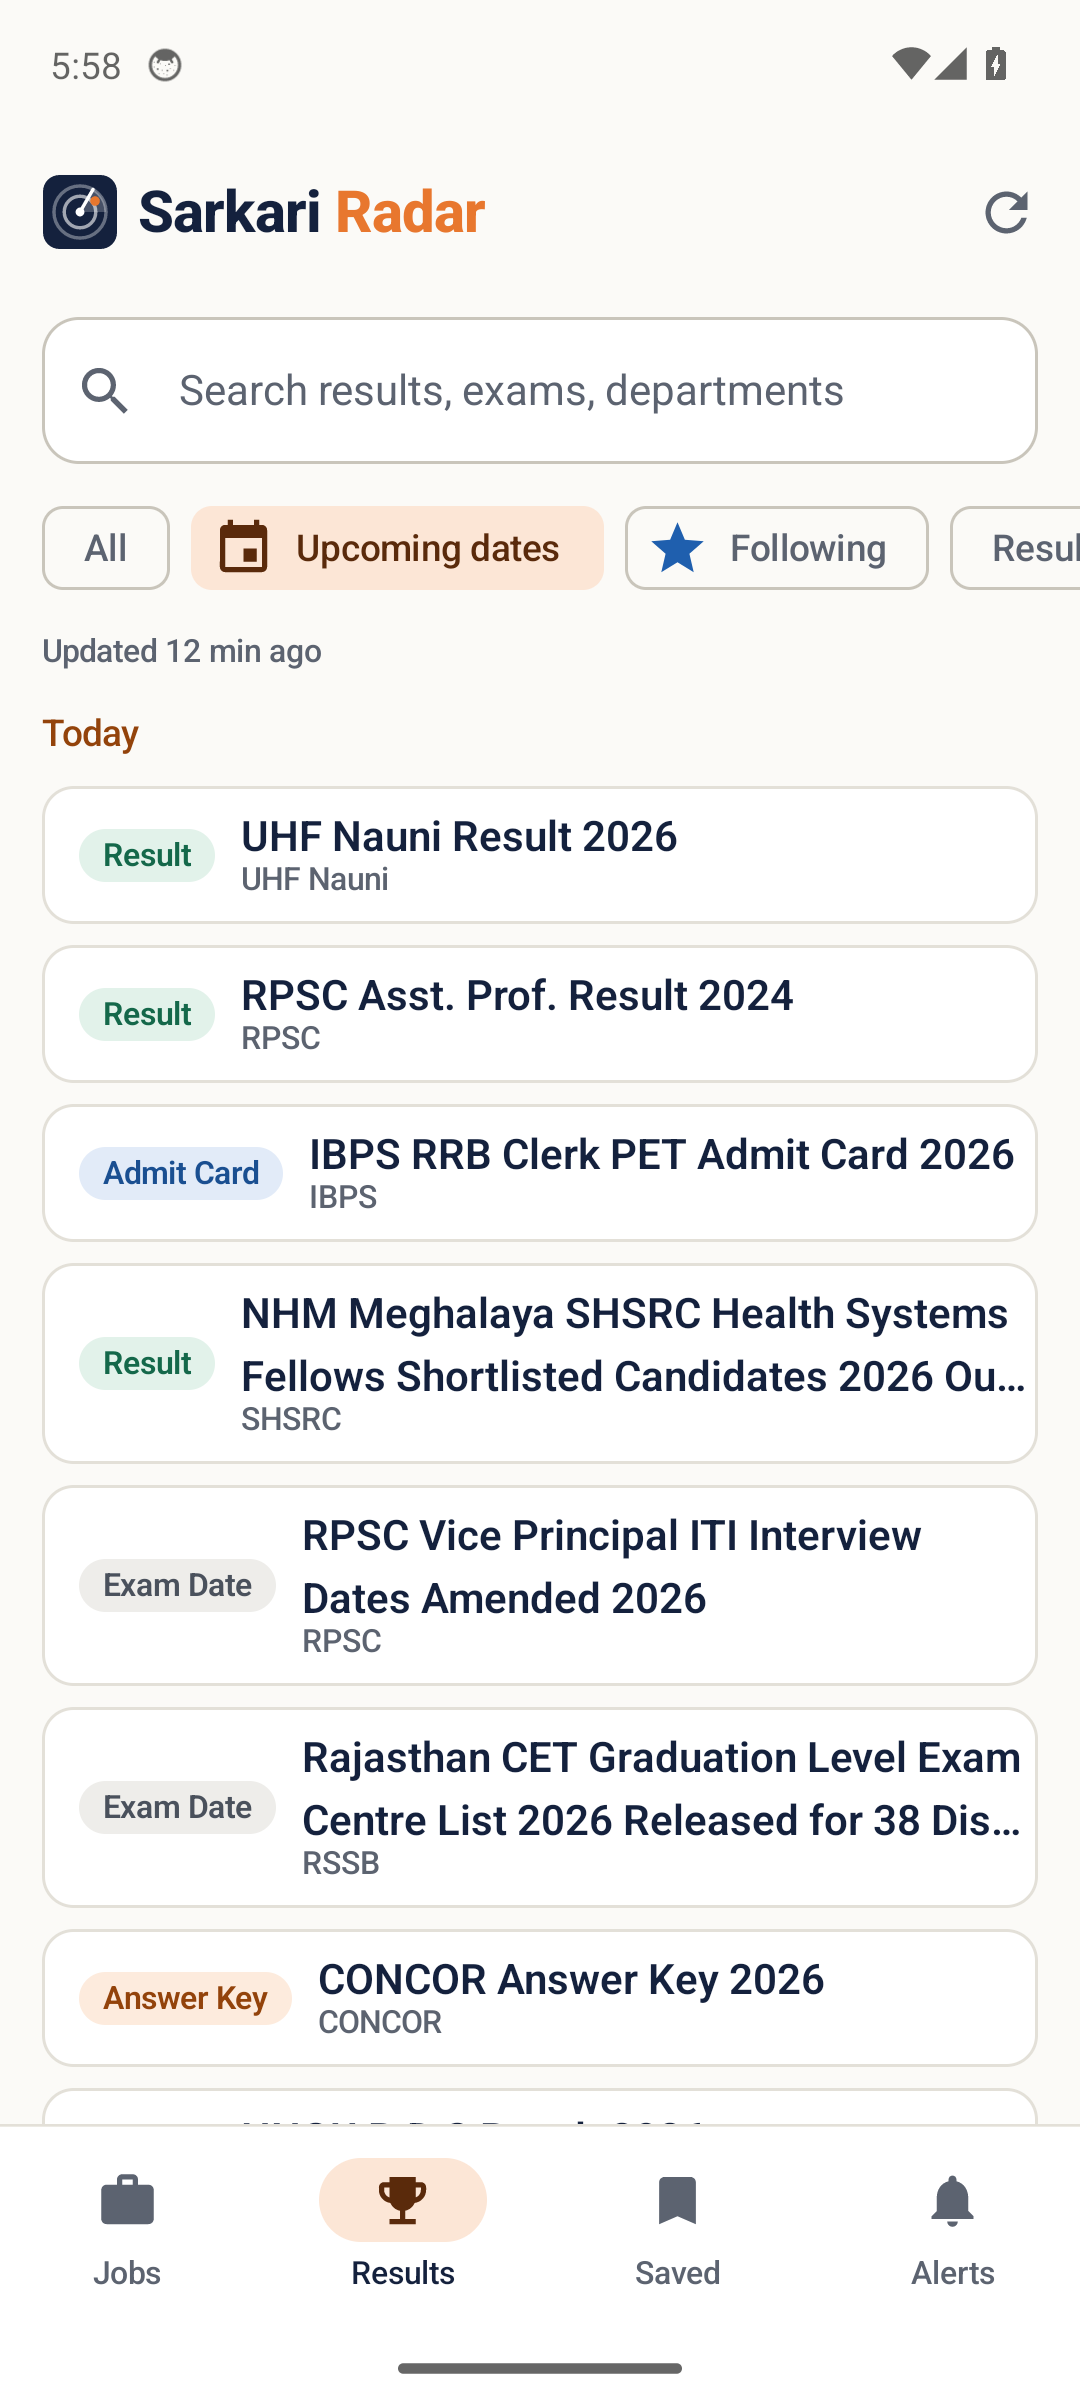 5:58
Sarkari Radar
Search results, exams, departments
All
Upcoming dates
Following
Resul
Updated 12 min ago
Today
Result
UHF Nauni Result 2026
UHF Nauni
Result
RPSC Asst. Prof. Result 2024
RPSC
Admit Card
IBPS RRB Clerk PET Admit Card 2026
IBPS
Result
NHM Meghalaya SHSRC Health Systems
Fellows Shortlisted Candidates 2026 Ou...
SHSRC
Exam Date
RPSC Vice Principal ITI Interview
Dates Amended 2026
RPSC
Exam Date
Rajasthan CET Graduation Level Exam
Centre List 2026 Released for 38 Dis...
RSSB
Answer Key
CONCOR Answer Key 2026
CONCOR
Jobs
Results
Saved
Alerts